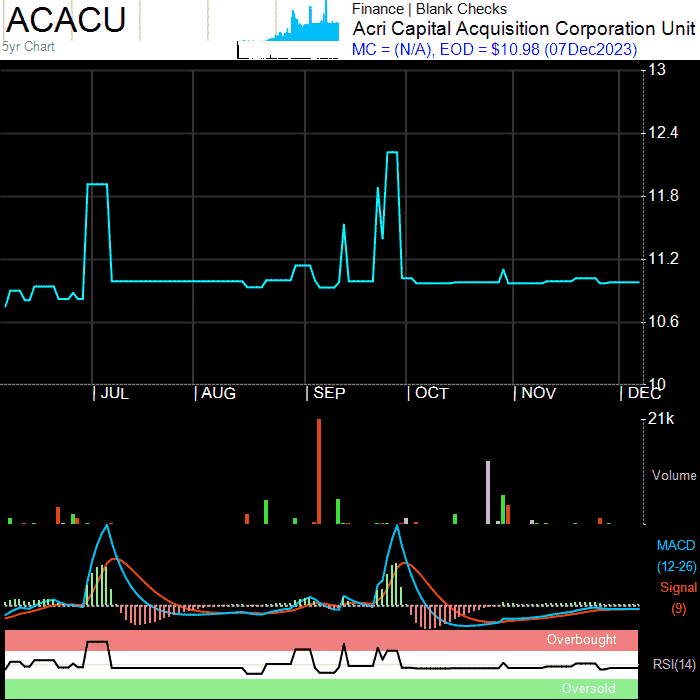 ACACU
5yr Chart
Finance | Blank Checks
Acri Capital Acquisition Corporation Unit
MC = (N/A), EOD = $10.98 (07Dec2023)
13
12.4
11.8
11.2
10.6
10
| JUL | AUG | SEP | OCT | NOV | DEC
21k
Volume
MACD
(12-26)
Signal
(9)
Overbought
RSI(14)
Oversold